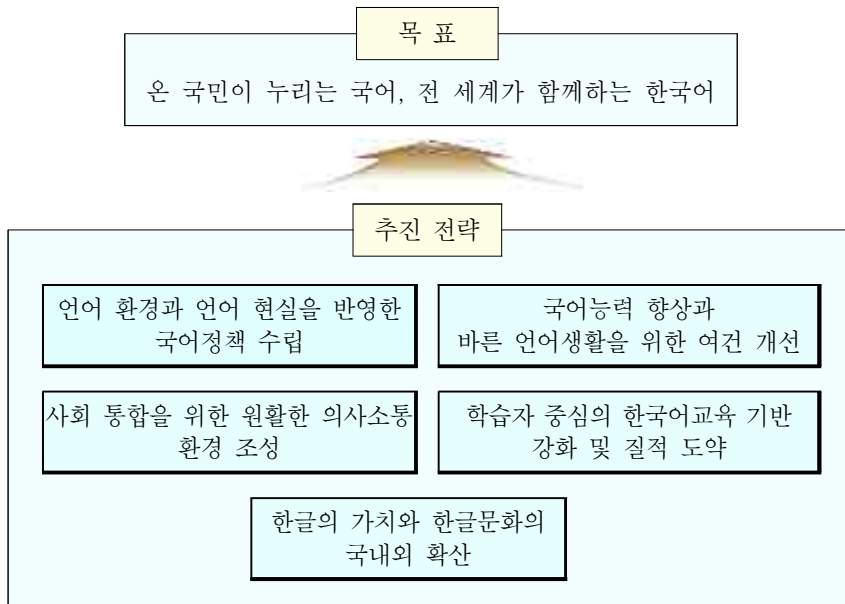 목 표
온 국민이 누리는 국어, 전 세계가 함께하는 한국어
추진 전략
언어 환경과 언어 현실을 반영한
국어정책 수립
국어능력 향상과
바른 언어생활을 위한 여건 개선
사회 통합을 위한 원활한 의사소통
환경 조성
학습자 중심의 한국어교육 기반
강화 및 질적 도약
한글의 가치와 한글문화의
국내외 확산